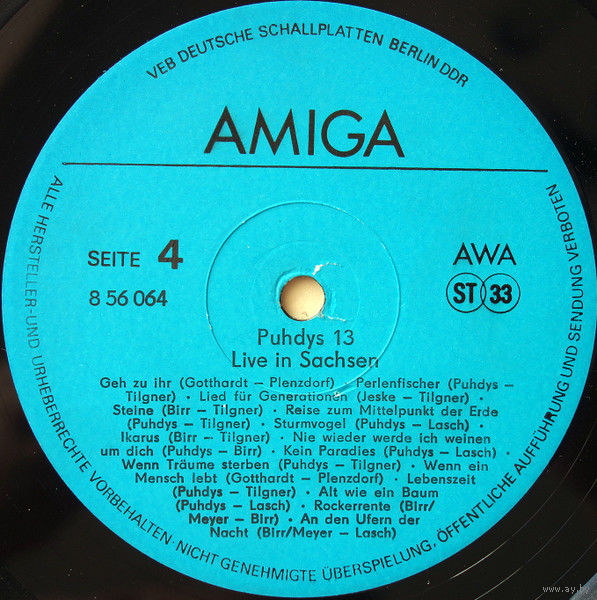 VEB DEUTSCHE SCHALLPLATTEN BERLIN DDR
AMIGA
SEITE 4
8 56 064
AWA
ST 33
Puhdys 13
Live in Sachsen
Geh zu ihr (Gotthardt – Plenzdorf) · Perlenfischer (Puhdys –
Tilgner) · Lied für Generationen (Jeske – Tilgner) ·
Steine (Birr – Tilgner) · Reise zum Mittelpunkt der Erde
(Puhdys – Tilgner) · Sturmvogel (Puhdys – Lasch) ·
Ikarus (Birr – Tilgner) · Nie wieder werde ich weinen
um dich (Puhdys – Birr) · Kein Paradies (Puhdys – Lasch) ·
Wenn Träume sterben (Puhdys – Tilgner) · Wenn ein
Mensch lebt (Gotthardt – Plenzdorf) · Lebenszeit
(Puhdys – Tilgner) · Alt wie ein Baum
(Puhdys – Lasch) · Rockerrente (Birr/
Meyer – Birr) · An den Ufern der
Nacht (Birr/Meyer – Lasch)
ALLE HERSTELLER- UND URHEBERRECHTE VORBEHALTEN · NICHT GENEHMIGTE ÜBERSPIELUNG, ÖFFENTLICHE AUFFÜHRUNG UND SENDUNG VERBOTEN